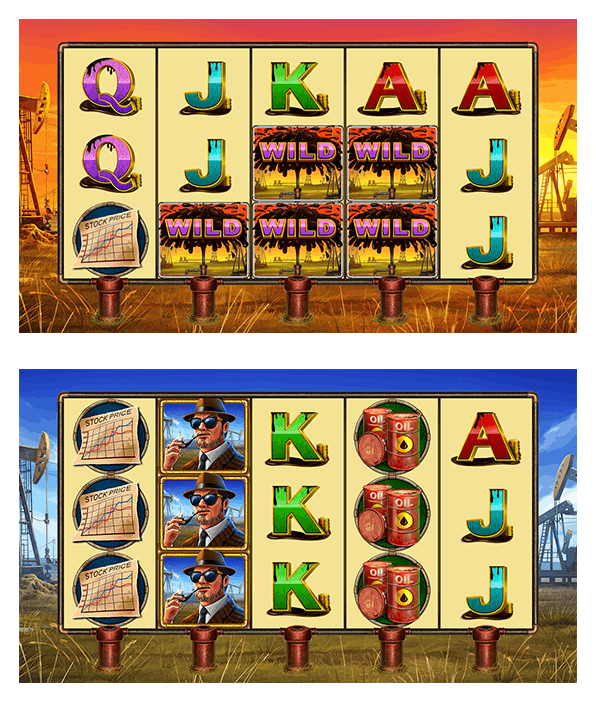 Q J K A A
Q J WILD WILD J
STOCK PRICE WILD WILD WILD J
STOCK PRICE K OIL OIL A
STOCK PRICE K OIL OIL J
STOCK PRICE K OIL OIL J